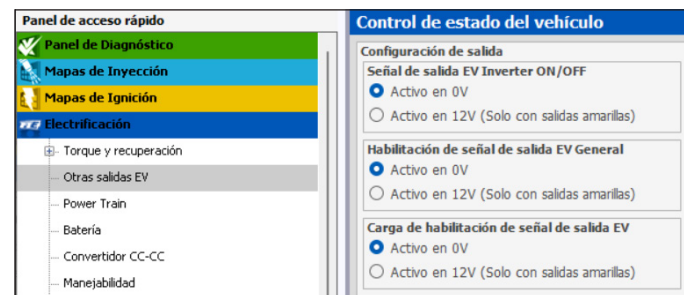 Panel de acceso rápido
Panel de Diagnóstico
Mapas de Inyección
Mapas de Ignición
Electrificación
Torque y recuperación
Otras salidas EV
Power Train
Batería
Convertidor CC-CC
Manejabilidad
Control de estado del vehículo
Configuración de salida
Señal de salida EV Inverter ON/OFF
Activo en 0V
Activo en 12V (Solo con salidas amarillas)
Habilitación de señal de salida EV General
Activo en 0V
Activo en 12V (Solo con salidas amarillas)
Carga de habilitación de señal de salida EV
Activo en 0V
Activo en 12V (Solo con salidas amarillas)